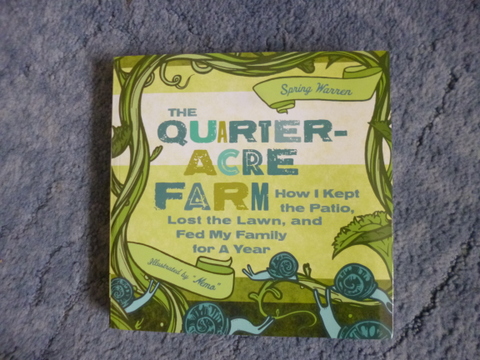 Spring Warren
THE
QUARTER-
ACRE
FARM
How I Kept
the Patio,
Lost the Lawn, and
Fed My Family
for A Year
Illustrated by "Nemo"